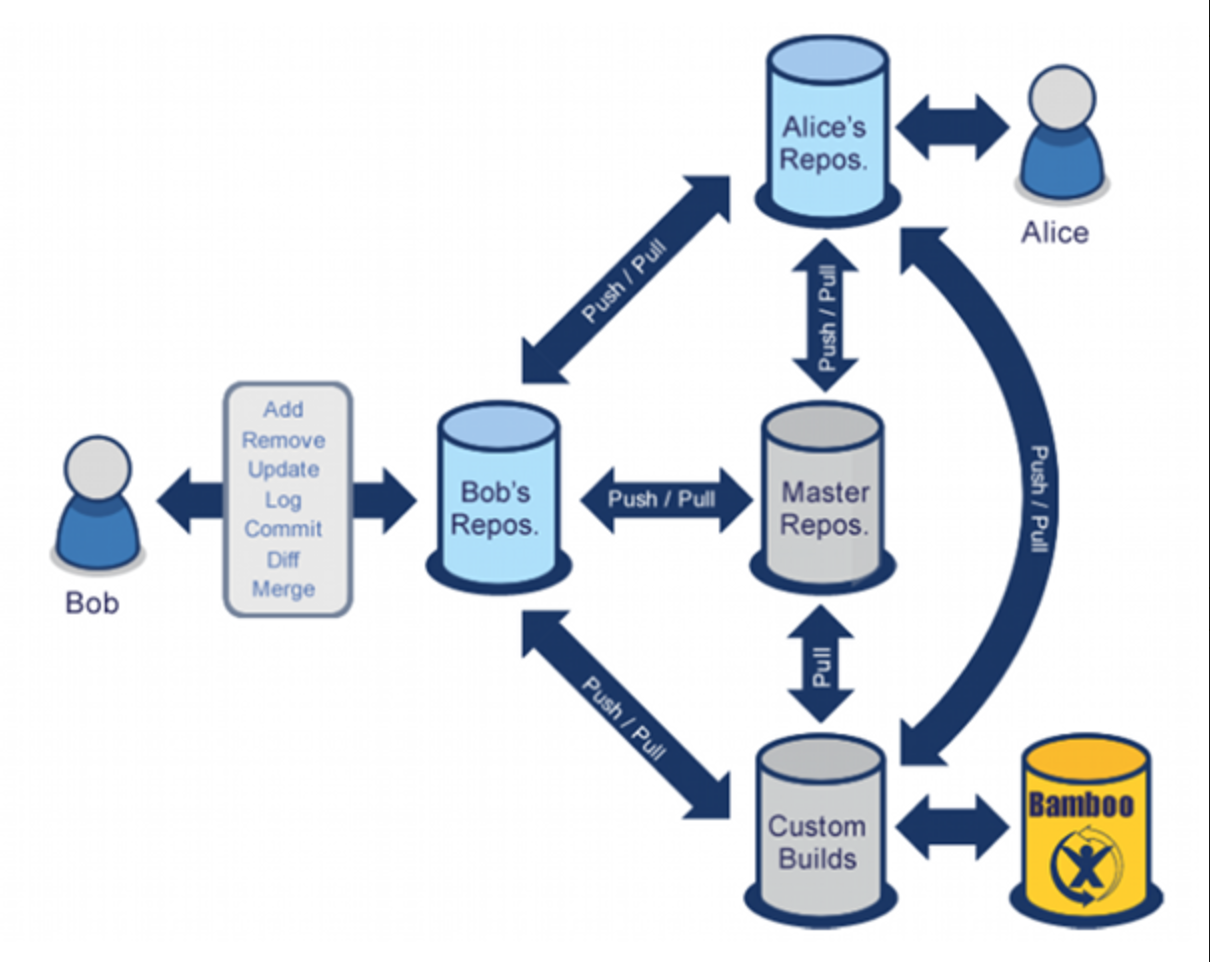 Alice's
Repos.
Alice
Push / Pull
Push / Pull
Push / Pull
Add
Remove
Update
Log
Commit
Diff
Merge
Bob
Bob's
Repos.
Push / Pull
Master
Repos.
Push / Pull
Pull
Custom
Builds
Bamboo